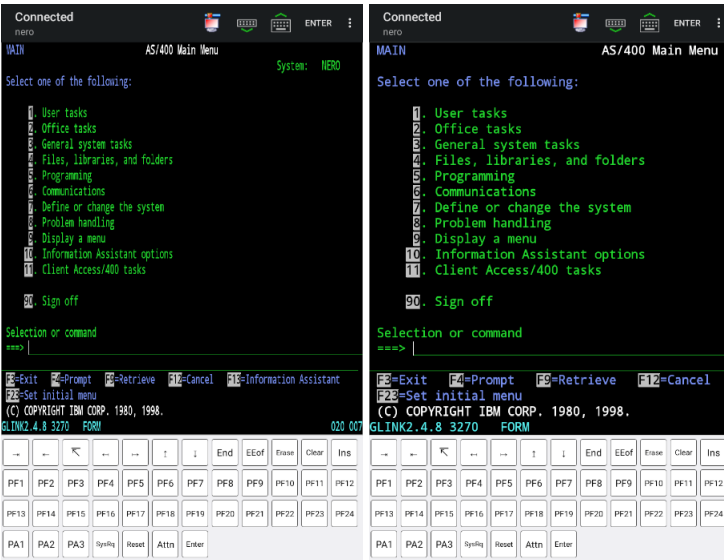 Connected
nero
ENTER
MAIN AS/400 Main Menu
System: NERO
Select one of the following:
1. User tasks
2. Office tasks
3. General system tasks
4. Files, libraries, and folders
5. Programming
6. Communications
7. Define or change the system
8. Problem handling
9. Display a menu
10. Information Assistant options
11. Client Access/400 tasks
90. Sign off
Selection or command
===>
F3=Exit F4=Prompt F9=Retrieve F12=Cancel F13=Information Assistant
F23=Set initial menu
(C) COPYRIGHT IBM CORP. 1980, 1998.
GLINK2.4.8 3270 FORM 020 007
→ ← ↸ ← → ↑ ↓ End EEof Erase Clear Ins
PF1 PF2 PF3 PF4 PF5 PF6 PF7 PF8 PF9 PF10 PF11 PF12
PF13 PF14 PF15 PF16 PF17 PF18 PF19 PF20 PF21 PF22 PF23 PF24
PA1 PA2 PA3 SysRq Reset Attn Enter
Connected
nero
ENTER
MAIN AS/400 Main Menu
Select one of the following:
1. User tasks
2. Office tasks
3. General system tasks
4. Files, libraries, and folders
5. Programming
6. Communications
7. Define or change the system
8. Problem handling
9. Display a menu
10. Information Assistant options
11. Client Access/400 tasks
90. Sign off
Selection or command
===>
F3=Exit F4=Prompt F9=Retrieve F12=Cancel
F23=Set initial menu
(C) COPYRIGHT IBM CORP. 1980, 1998.
GLINK2.4.8 3270 FORM
→ ← ↸ ← → ↑ ↓ End EEof Erase Clear Ins
PF1 PF2 PF3 PF4 PF5 PF6 PF7 PF8 PF9 PF10 PF11 PF12
PF13 PF14 PF15 PF16 PF17 PF18 PF19 PF20 PF21 PF22 PF23 PF24
PA1 PA2 PA3 SysRq Reset Attn Enter